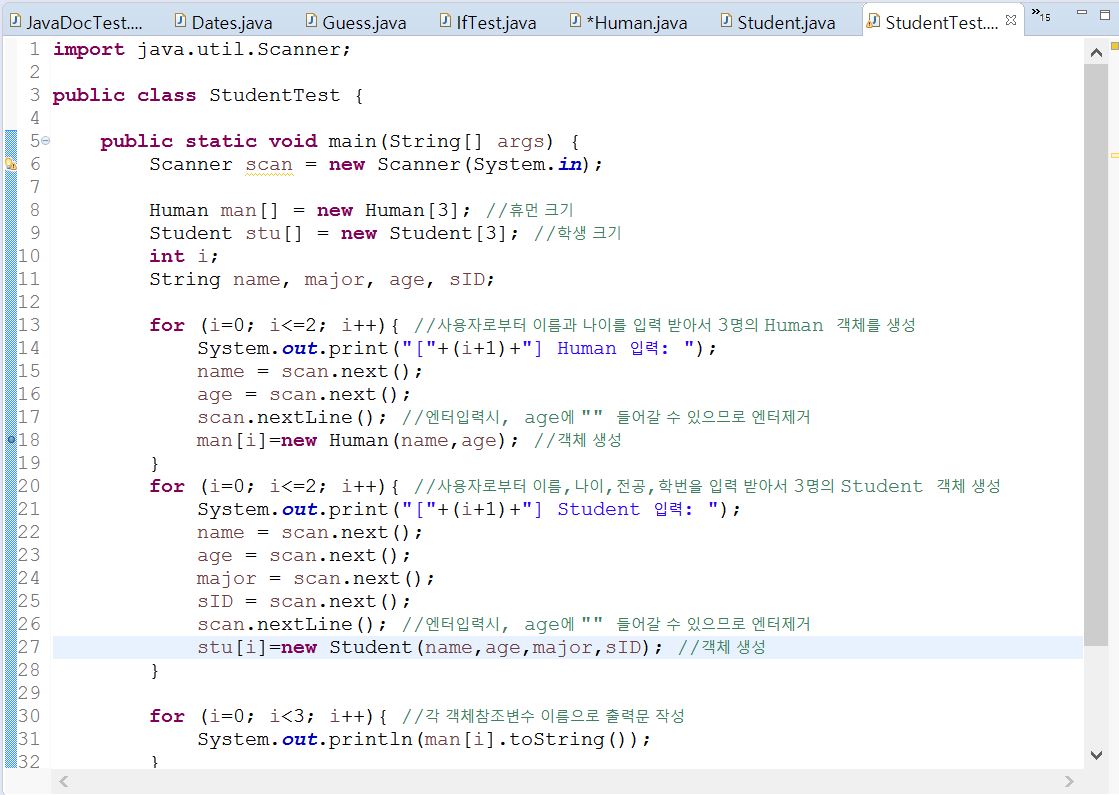 JavaDocTest.... Dates.java Guess.java IfTest.java *Human.java Student.java StudentTest.... »15
1 import java.util.Scanner;
2
3 public class StudentTest {
4
5 public static void main(String[] args) {
6 Scanner scan = new Scanner(System.in);
7
8 Human man[] = new Human[3]; //휴먼 크기
9 Student stu[] = new Student[3]; //학생 크기
10 int i;
11 String name, major, age, sID;
12
13 for (i=0; i<=2; i++){ //사용자로부터 이름과 나이를 입력 받아서 3명의 Human 객체를 생성
14 System.out.print("["+(i+1)+"] Human 입력: ");
15 name = scan.next();
16 age = scan.next();
17 scan.nextLine(); //엔터입력시, age에 "" 들어갈 수 있으므로 엔터제거
18 man[i]=new Human(name,age); //객체 생성
19 }
20 for (i=0; i<=2; i++){ //사용자로부터 이름,나이,전공,학번을 입력 받아서 3명의 Student 객체 생성
21 System.out.print("["+(i+1)+"] Student 입력: ");
22 name = scan.next();
23 age = scan.next();
24 major = scan.next();
25 sID = scan.next();
26 scan.nextLine(); //엔터입력시, age에 "" 들어갈 수 있으므로 엔터제거
27 stu[i]=new Student(name,age,major,sID); //객체 생성
28 }
29
30 for (i=0; i<3; i++){ //각 객체참조변수 이름으로 출력문 작성
31 System.out.println(man[i].toString());
32 }